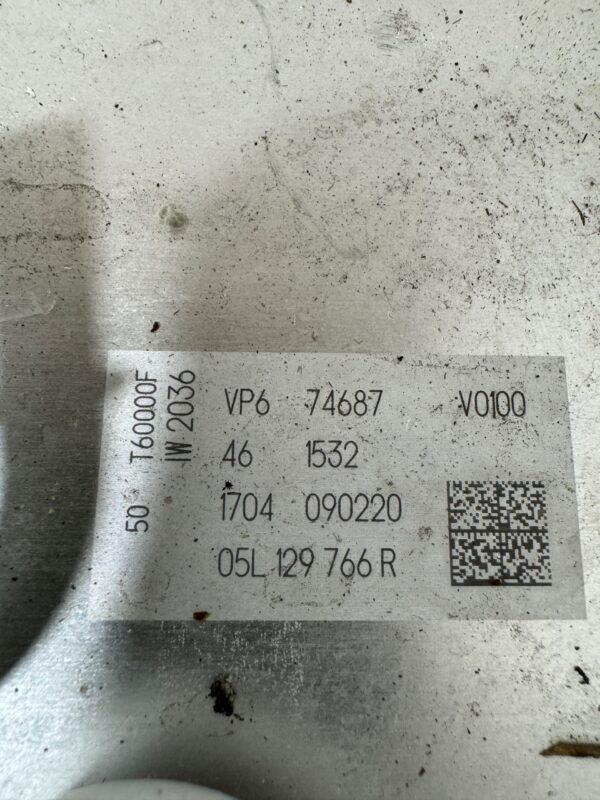 50 T60000F
IW 2036
VP6 74687 V0100
46 1532
1704 090220
05L 129 766 R